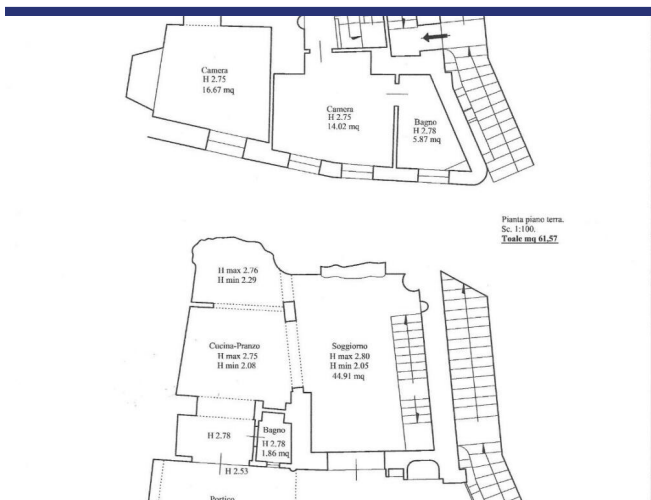 Camera
H 2.75
16.67 mq
Camera
H 2.75
14.02 mq
Bagno
H 2.78
5.87 mq
Pianta piano terra.
Sc. 1:100.
Toale mq 61,57
H max 2.76
H min 2.29
Cucina-Pranzo
H max 2.75
H min 2.08
Soggiorno
H max 2.80
H min 2.05
44.91 mq
H 2.78
Bagno
H 2.78
1.86 mq
H 2.53
Portico